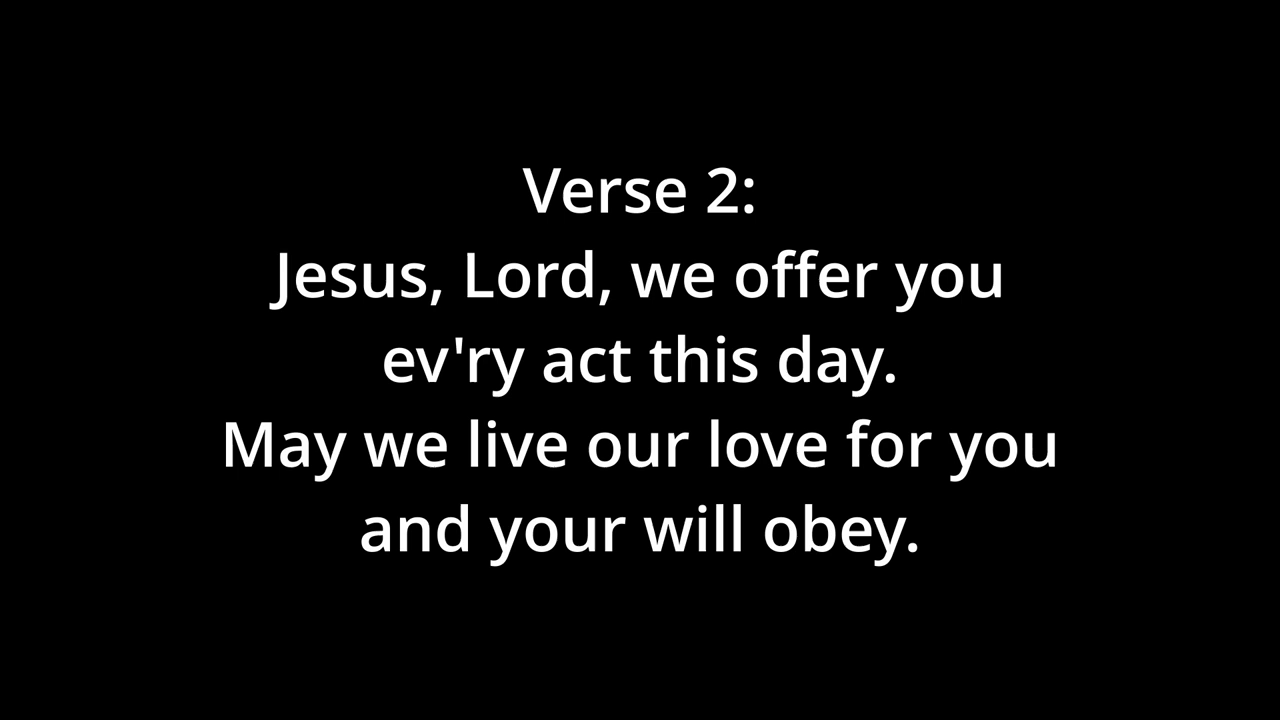 Verse 2:
Jesus, Lord, we offer you
ev'ry act this day.
May we live our love for you
and your will obey.